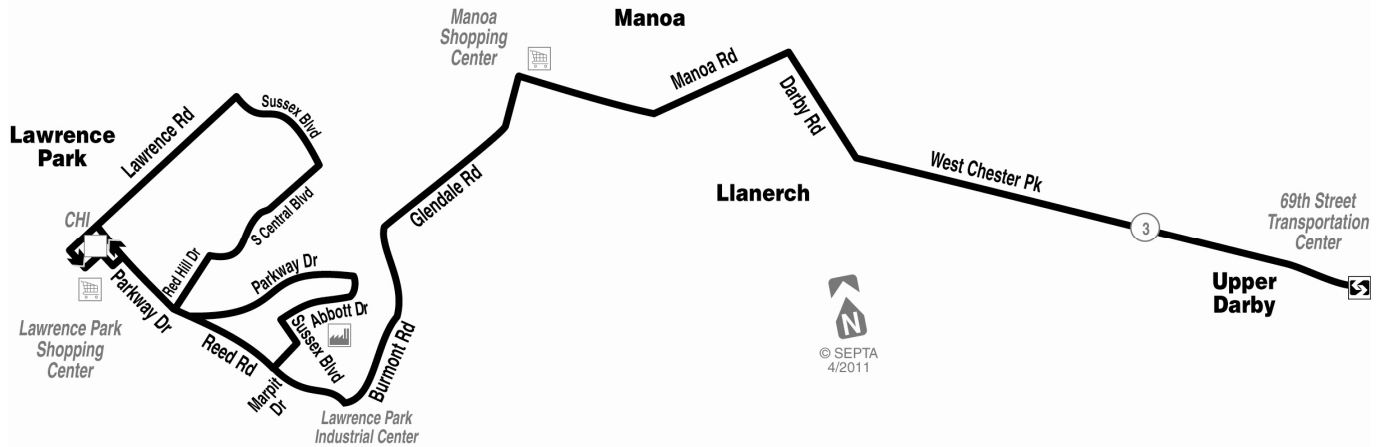 Manoa
Shopping
Center
Manoa
Manoa Rd
Darby Rd
Lawrence
Park
Lawrence Rd
Sussex Blvd
Glendale Rd
West Chester Pk
Llanerch
69th Street
Transportation
Center
CHI
S Central Blvd
3
Red Hill Dr
Parkway Dr
Parkway Dr
Upper
Darby
Abbott Dr
Lawrence Park
Shopping
Center
Reed Rd
Sussex Blvd
Burmont Rd
N
© SEPTA
4/2011
Marpit
Dr
Lawrence Park
Industrial Center